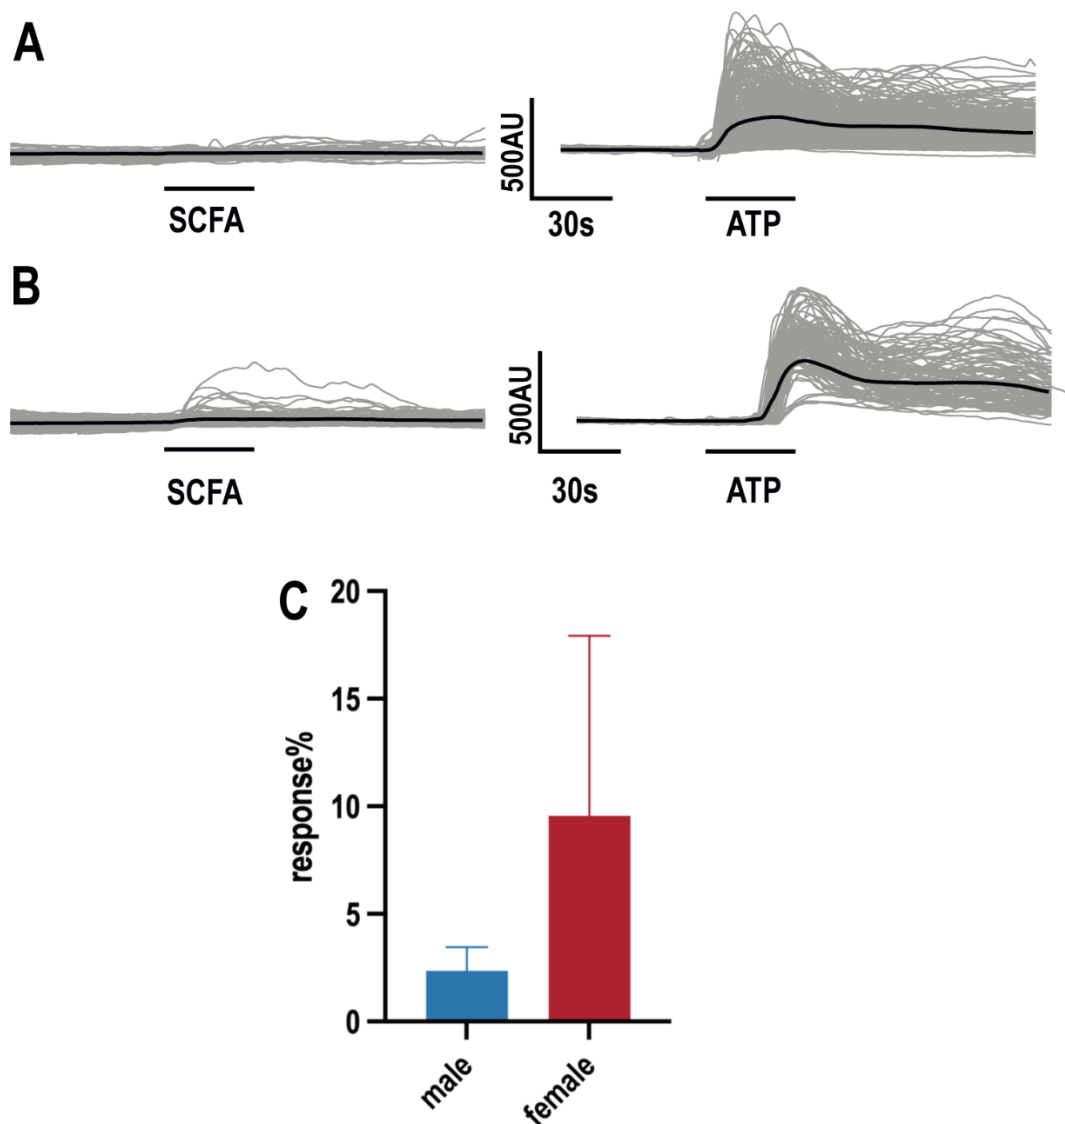 A
500AU
SCFA
30s
ATP
B
500AU
SCFA
30s
ATP
C
20
15
10
5
0
response%
male
female